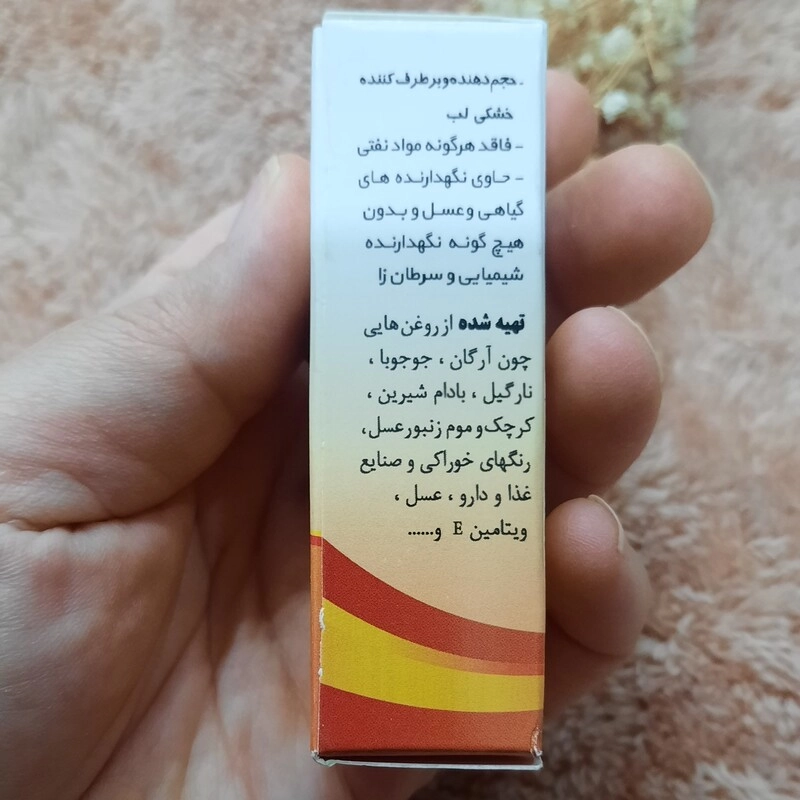 - حجم‌دهنده و برطرف کننده
خشکی لب
- فاقد هرگونه مواد نفتی
- حاوی نگهدارنده های
گیاهی و عسل و بدون
هیچ گونه نگهدارنده
شیمیایی و سرطان زا
تهیه شده از روغن‌هایی
چون آرگان ، جوجوبا ،
نارگیل ، بادام شیرین ،
کرچک و موم زنبورعسل،
رنگهای خوراکی و صنایع
غذا و دارو ، عسل ،
ویتامین E و......